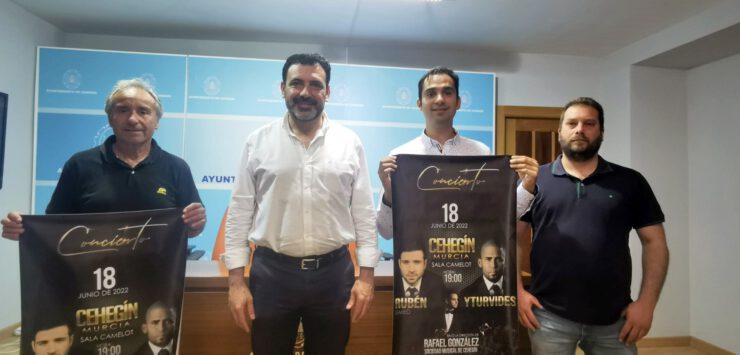 AYUNT
Concierto
18
JUNIO DE 2022
CEHEGÍN
MURCIA
SALA CAMELOT
19:00
Concierto
18
JUNIO DE 2022
CEHEGÍN
MURCIA
SALA CAMELOT
19:00
RUBÉN
YTURVIDES
RAFAEL GONZÁLEZ
SOCIEDAD MUSICAL DE CEHEGÍN